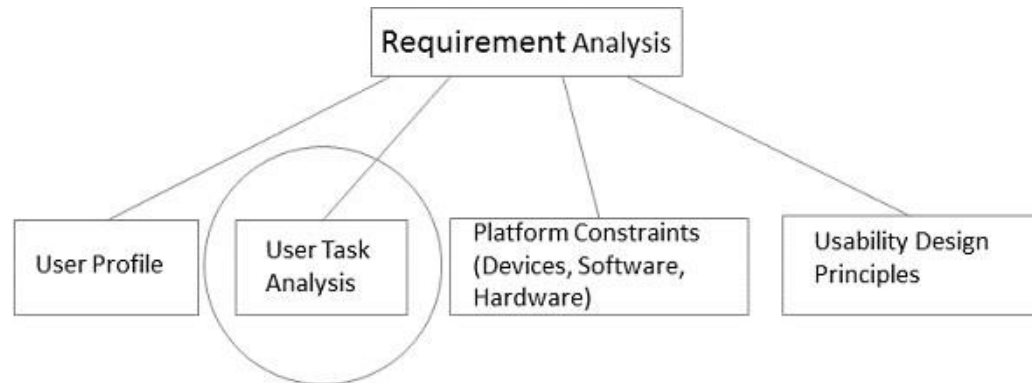 Requirement Analysis
User Profile
User Task
Analysis
Platform Constraints
(Devices, Software,
Hardware)
Usability Design
Principles